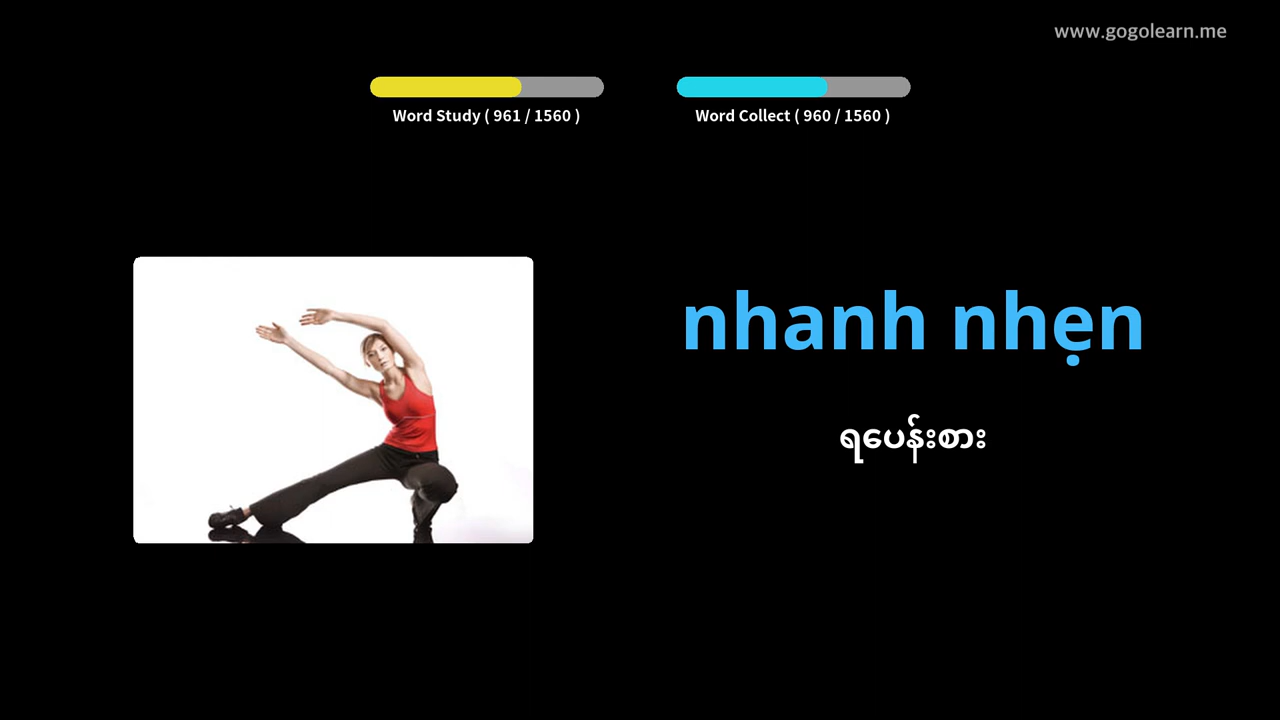 www.gogolearn.me
Word Study ( 961 / 1560 )
Word Collect ( 960 / 1560 )
nhanh nhẹn
ရပေန်းစား